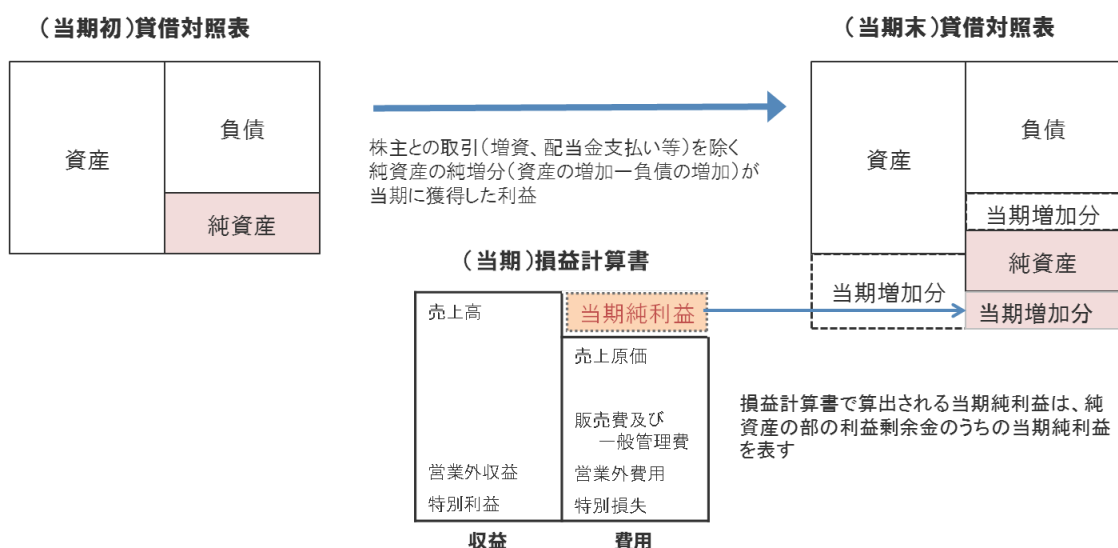 （当期初）貸借対照表
資産
負債
純資産
株主との取引（増資、配当金支払い等）を除く
純資産の純増分（資産の増加ー負債の増加）が
当期に獲得した利益
（当期末）貸借対照表
負債
資産
当期増加分
純資産
当期増加分
当期増加分
（当期）損益計算書
売上高
当期純利益
売上原価
販売費及び
一般管理費
営業外収益
営業外費用
特別利益
特別損失
収益
費用
損益計算書で算出される当期純利益は、純
資産の部の利益剰余金のうちの当期純利益
を表す